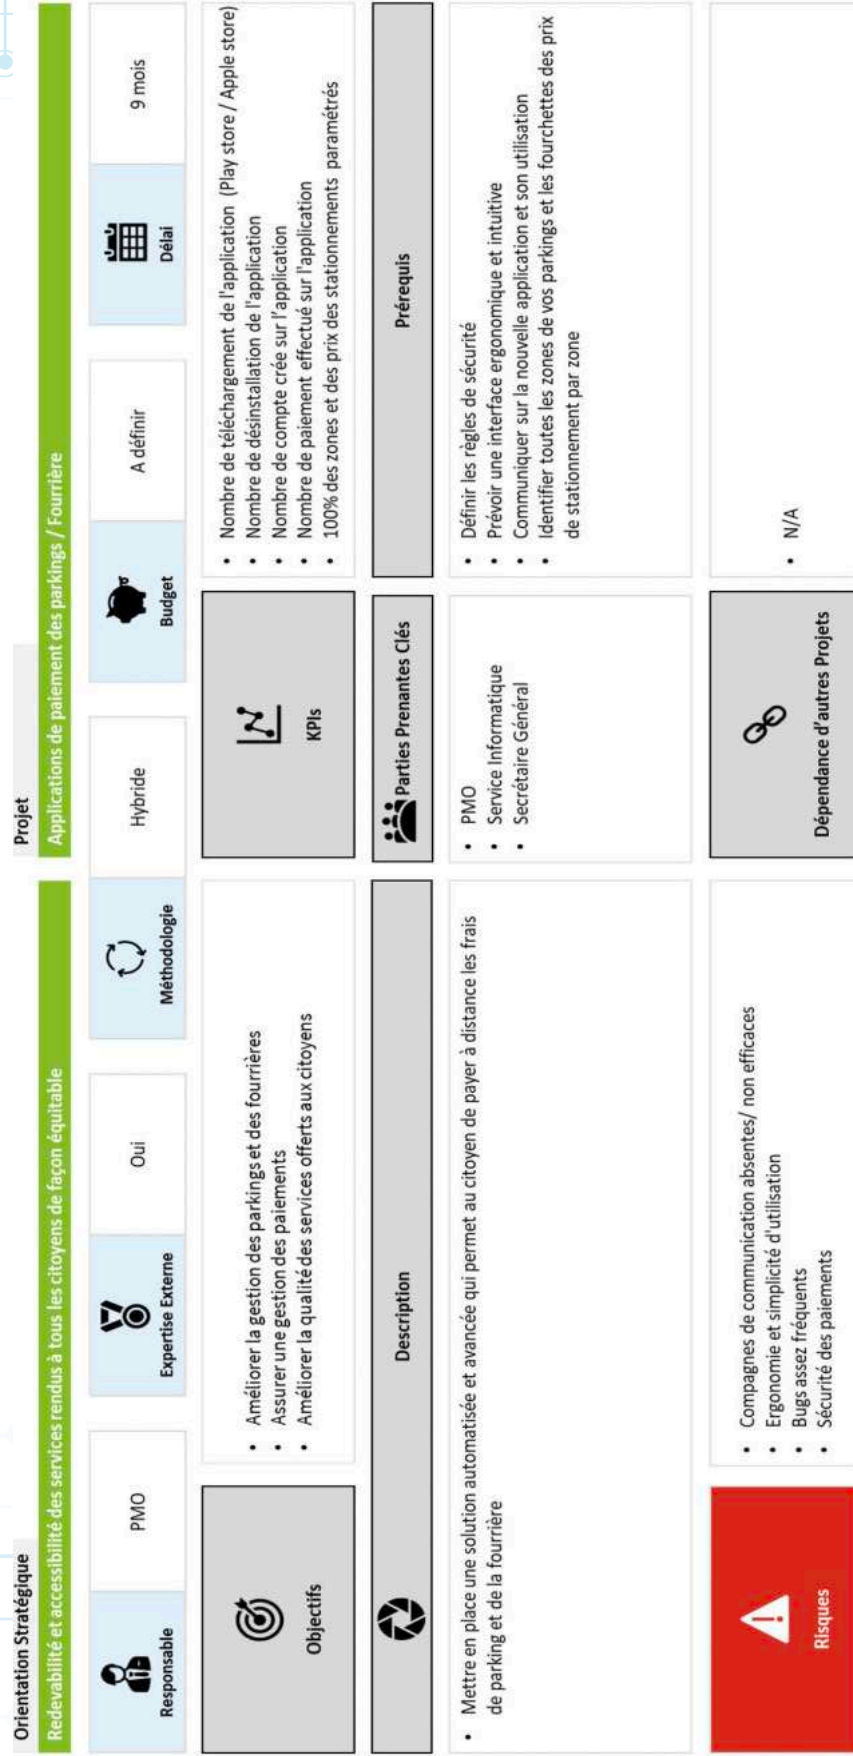 Orientation Stratégique
Redevabilité et accessibilité des services rendus à tous les citoyens de façon équitable
Projet
Applications de paiement des parkings / Fourrière
Responsable
PMO
Expertise Externe
Oui
Méthodologie
Hybride
Budget
A définir
Délai
9 mois
Objectifs
• Améliorer la gestion des parkings et des fourrières
• Assurer une gestion des paiements
• Améliorer la qualité des services offerts aux citoyens
KPIs
• Nombre de téléchargement de l'application (Play store / Apple store)
• Nombre de désinstallation de l'application
• Nombre de compte crée sur l'application
• Nombre de paiement effectué sur l'application
• 100% des zones et des prix des stationnements paramétrés
Description
• Mettre en place une solution automatisée et avancée qui permet au citoyen de payer à distance les frais
de parking et de la fourrière
Parties Prenantes Clés
• PMO
• Service Informatique
• Secrétaire Général
Prérequis
• Définir les règles de sécurité
• Prévoir une interface ergonomique et intuitive
• Communiquer sur la nouvelle application et son utilisation
• Identifier toutes les zones de vos parkings et les fourchettes des prix
de stationnement par zone
Risques
• Compagnes de communication absentes/ non efficaces
• Ergonomie et simplicité d'utilisation
• Bugs assez fréquents
• Sécurité des paiements
Dépendance d'autres Projets
• N/A